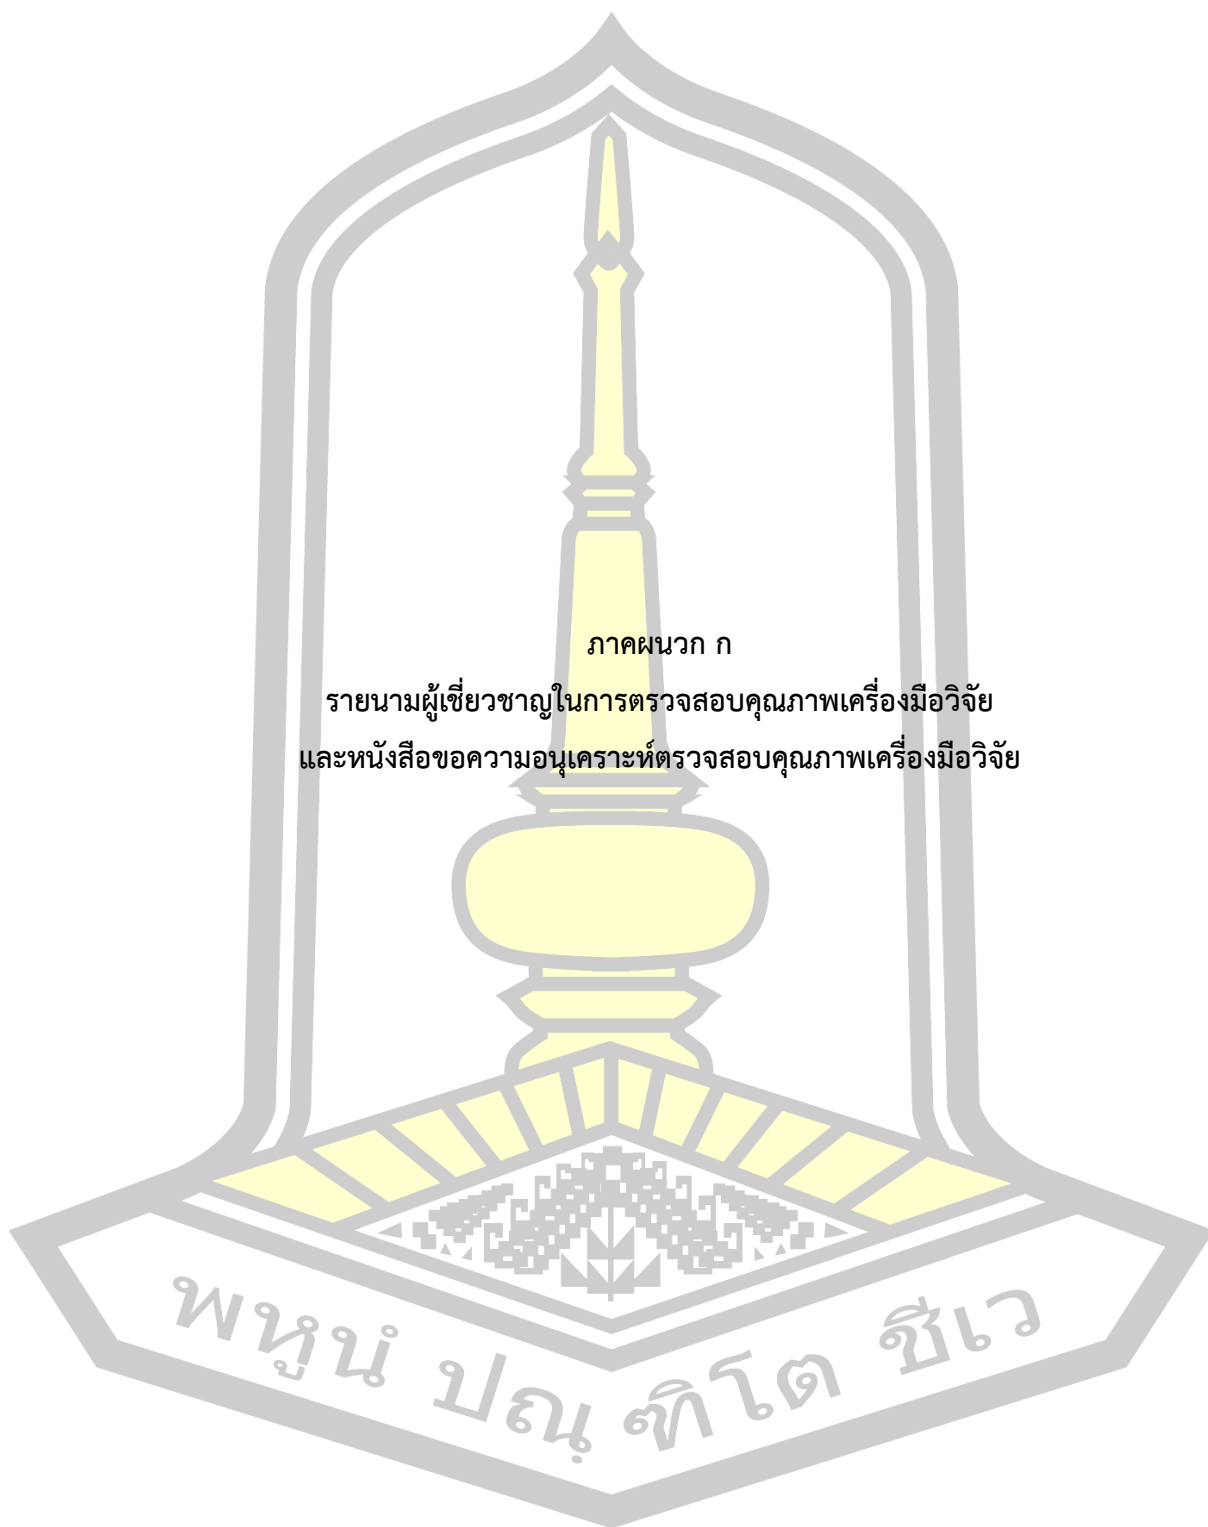 ภาคผนวก ก
รายนามผู้เชี่ยวชาญในการตรวจสอบคุณภาพเครื่องมือวิจัย
และหนังสือขอความอนุเคราะห์ตรวจสอบคุณภาพเครื่องมือวิจัย
พหูนํ ปณฺฑิโต ชีเว